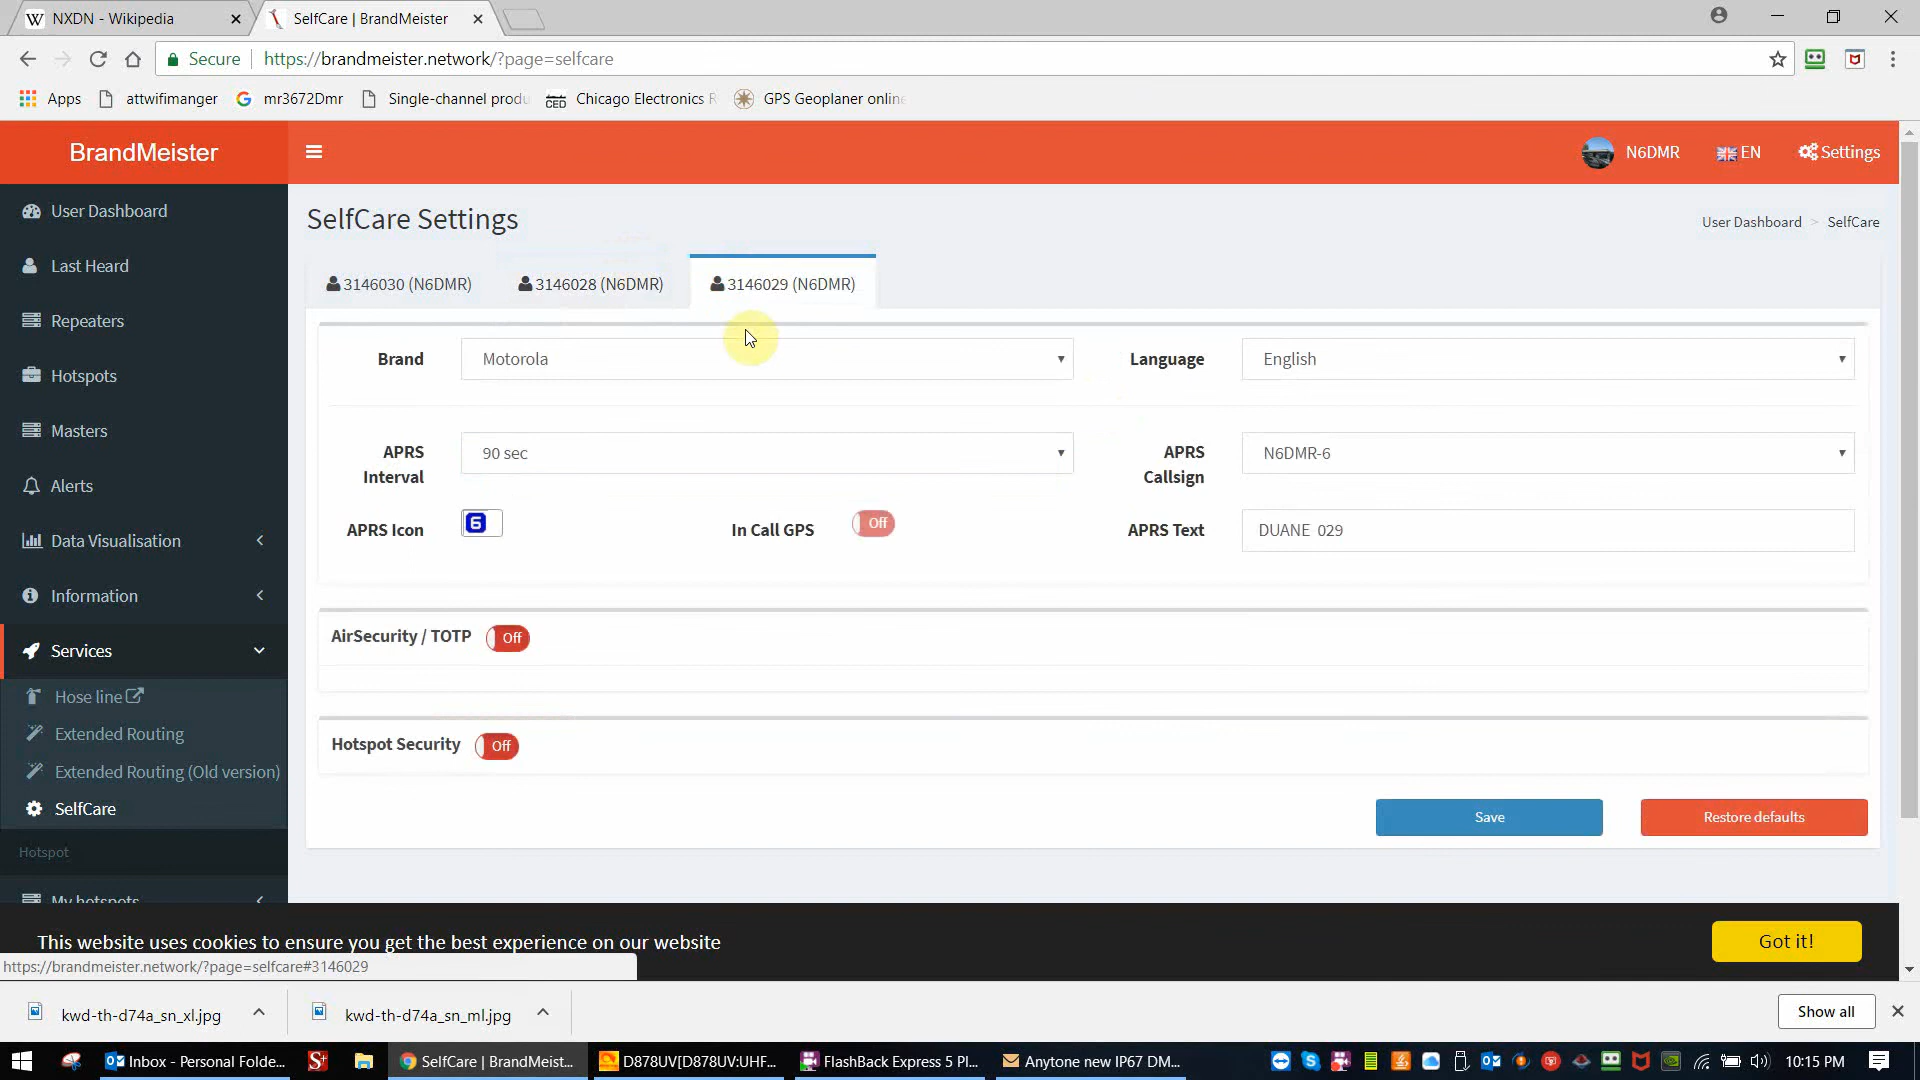 NXDN - Wikipedia
SelfCare | BrandMeister
Secure
https://brandmeister.network/?page=selfcare
Apps
attwifimanger
mr3672Dmr
Single-channel produ
CED
Chicago Electronics
GPS Geoplaner online
BrandMeister
N6DMR
EN
Settings
User Dashboard
Last Heard
Repeaters
Hotspots
Masters
Alerts
Data Visualisation
Information
Services
Hose line
Extended Routing
Extended Routing (Old version)
SelfCare
Hotspot
My hotspots
SelfCare Settings
User Dashboard > SelfCare
3146030 (N6DMR)
3146028 (N6DMR)
3146029 (N6DMR)
Brand
Motorola
Language
English
APRS
Interval
90 sec
APRS
Callsign
N6DMR-6
APRS Icon
6
In Call GPS
Off
APRS Text
DUANE 029
AirSecurity / TOTP
Off
Hotspot Security
Off
Save
Restore defaults
This website uses cookies to ensure you get the best experience on our website
Got it!
https://brandmeister.network/?page=selfcare#3146029
kwd-th-d74a_sn_xl.jpg
kwd-th-d74a_sn_ml.jpg
Show all
Inbox - Personal Folde...
SelfCare | BrandMeist...
D878UV[D878UV:UHF...
FlashBack Express 5 Pl...
Anytone new IP67 DM...
10:15 PM